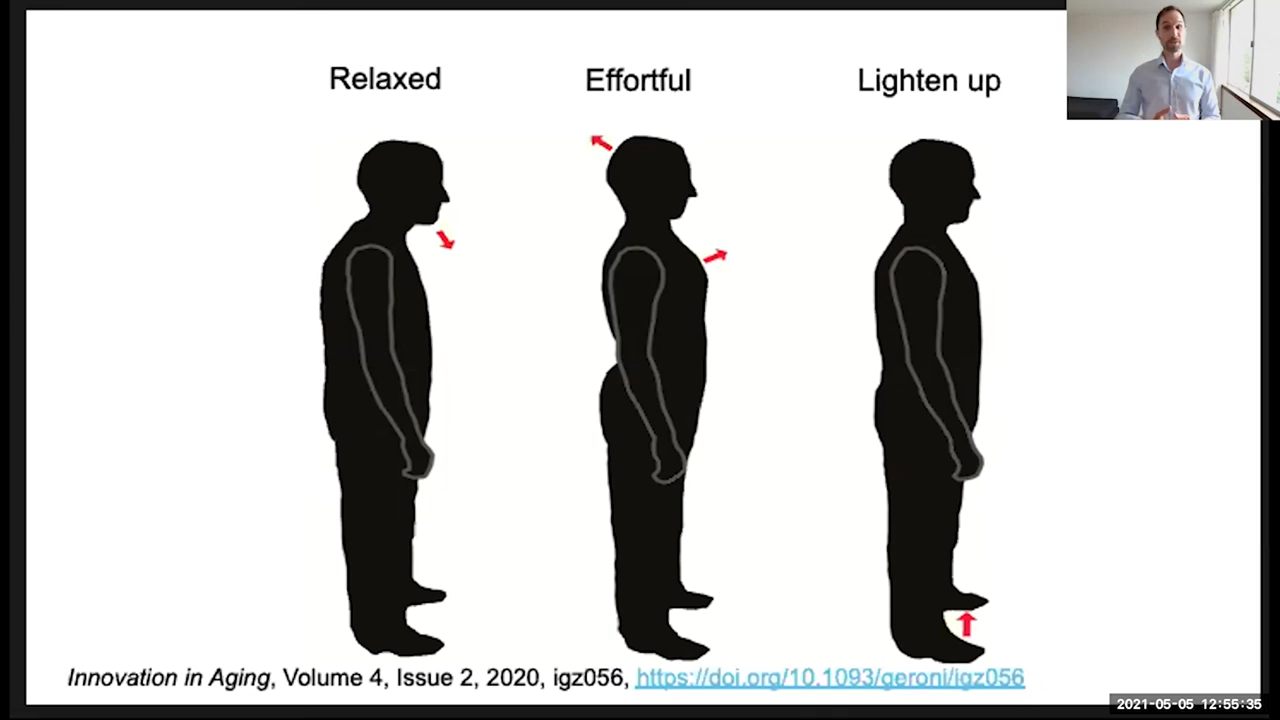 Relaxed
Effortful
Lighten up
Innovation in Aging, Volume 4, Issue 2, 2020, igz056, https://doi.org/10.1093/geroni/igz056
2021-05-05 12:55:35